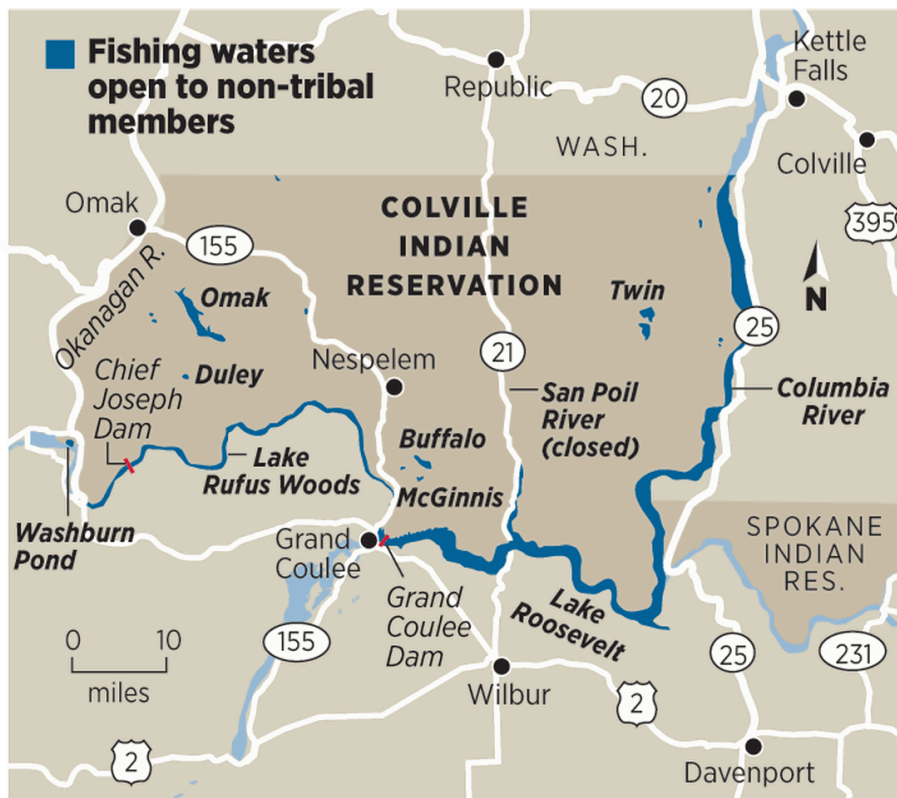 Fishing waters
open to non-tribal
members
Kettle
Falls
Republic
20
WASH.
Colville
Omak
COLVILLE
INDIAN
RESERVATION
155
395
N
Okanagan R.
Omak
Twin
25
Nespelem
21
Chief
Joseph
Dam
Duley
San Poil
River
(closed)
Columbia
River
Buffalo
Lake
Rufus Woods
McGinnis
Washburn
Pond
Grand
Coulee
SPOKANE
INDIAN
RES.
Grand
Coulee
Dam
Lake
Roosevelt
0 10
miles
155
25
231
Wilbur
2
2
Davenport